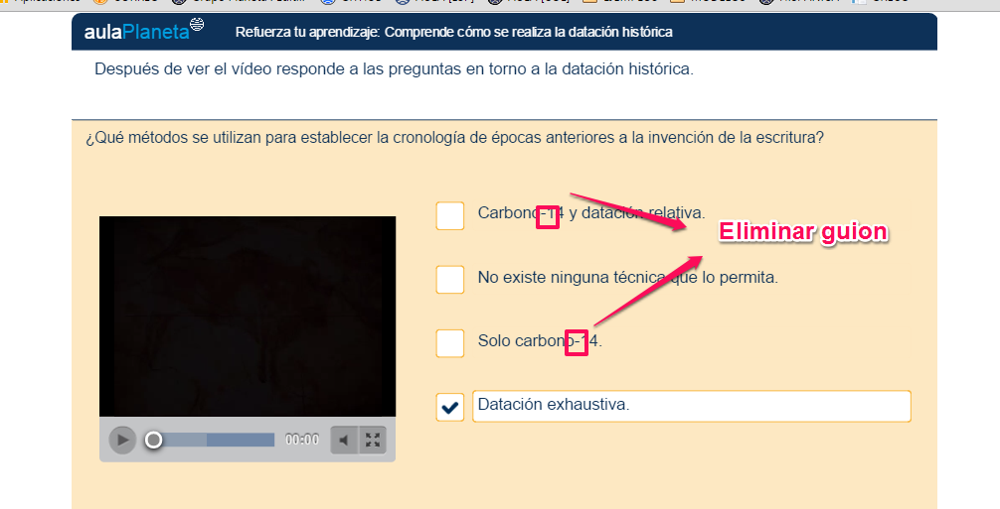 aulaPlaneta
Refuerza tu aprendizaje: Comprende cómo se realiza la datación histórica
Después de ver el vídeo responde a las preguntas en torno a la datación histórica.
¿Qué métodos se utilizan para establecer la cronología de épocas anteriores a la invención de la escritura?
Carbono-14 y datación relativa.
Eliminar guion
No existe ninguna técnica que lo permita.
Solo carbono-14.
Datación exhaustiva.
00:00